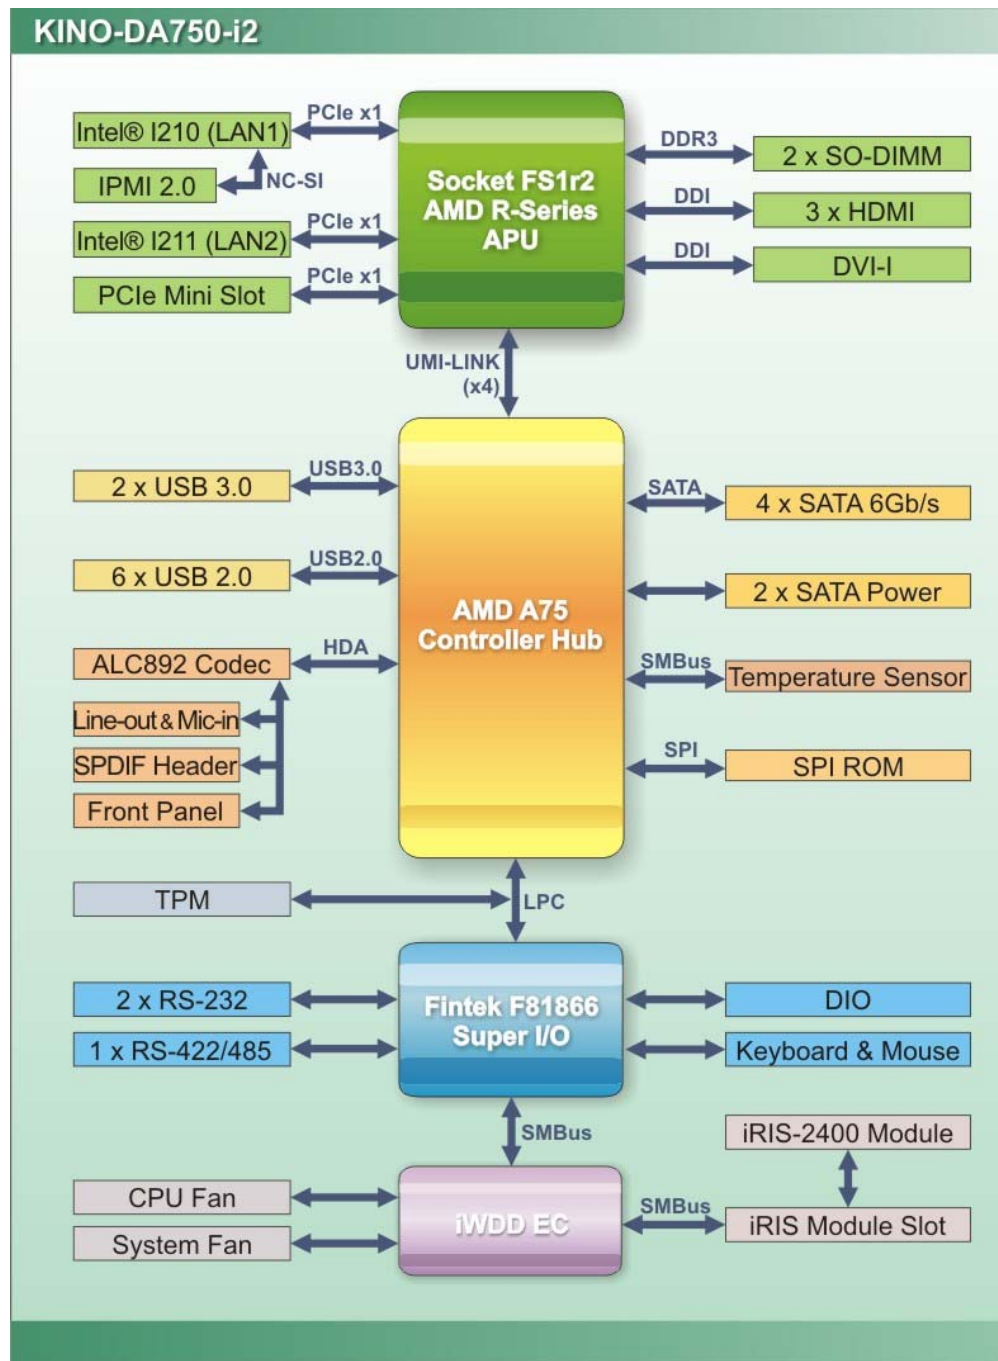 KINO-DA750-i2
Intel® I210 (LAN1)
PCIe x1
IPMI 2.0
NC-SI
Intel® I211 (LAN2)
PCIe x1
PCIe Mini Slot
PCIe x1
Socket FS1r2
AMD R-Series
APU
DDR3
2 x SO-DIMM
DDI
3 x HDMI
DDI
DVI-I
UMI-LINK
(x4)
2 x USB 3.0
USB3.0
6 x USB 2.0
USB2.0
ALC892 Codec
HDA
Line-out & Mic-in
SPDIF Header
Front Panel
AMD A75
Controller Hub
SATA
4 x SATA 6Gb/s
2 x SATA Power
SMBus
Temperature Sensor
SPI
SPI ROM
TPM
LPC
2 x RS-232
1 x RS-422/485
Fintek F81866
Super I/O
DIO
Keyboard & Mouse
SMBus
iRIS-2400 Module
CPU Fan
System Fan
iWDD EC
SMBus
iRIS Module Slot